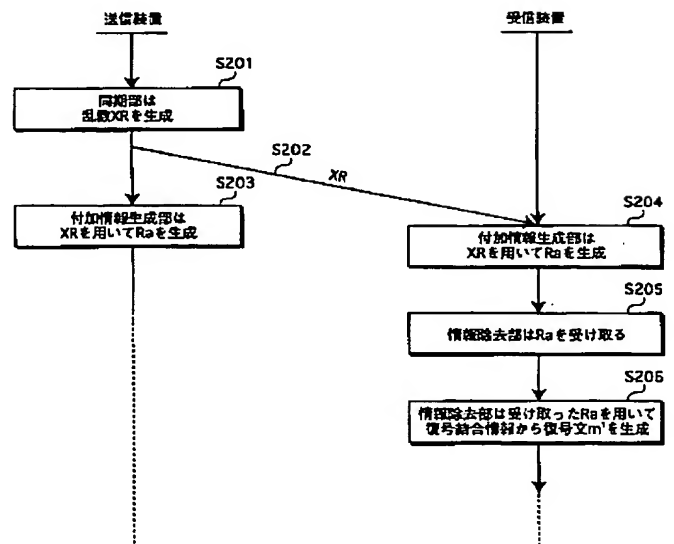 送信装置
受信装置
S201
同期部は
乱数XRを生成
S202
XR
S203
付加情報生成部は
XRを用いてRaを生成
S204
付加情報生成部は
XRを用いてRaを生成
S205
情報除去部はRaを受け取る
S206
情報除去部は受け取ったRaを用いて
復号結合情報から復号文m'を生成